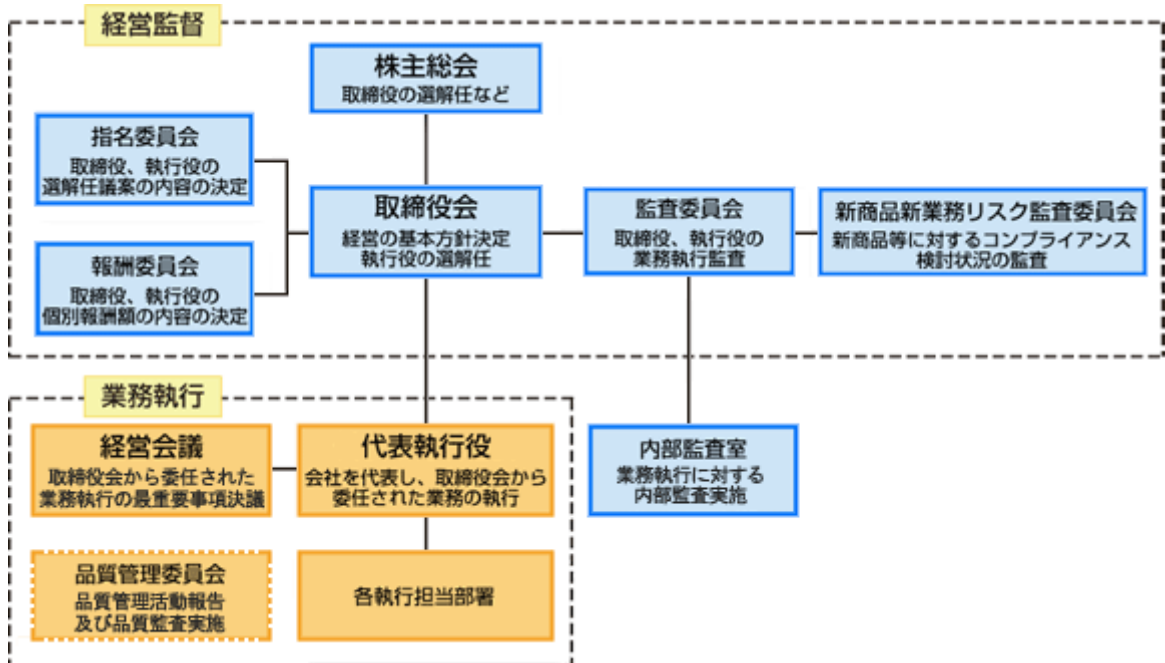 経営監督
株主総会
取締役の選解任など
指名委員会
取締役、執行役の
選解任議案の内容の決定
取締役会
経営の基本方針決定
執行役の選解任
監査委員会
取締役、執行役の
業務執行監査
新商品新業務リスク監査委員会
新商品等に対するコンプライアンス
検討状況の監査
報酬委員会
取締役、執行役の
個別報酬額の内容の決定
業務執行
経営会議
取締役会から委任された
業務執行の最重要事項決議
代表執行役
会社を代表し、取締役会から
委任された業務の執行
内部監査室
業務執行に対する
内部監査実施
品質管理委員会
品質管理活動報告
及び品質監査実施
各執行担当部署